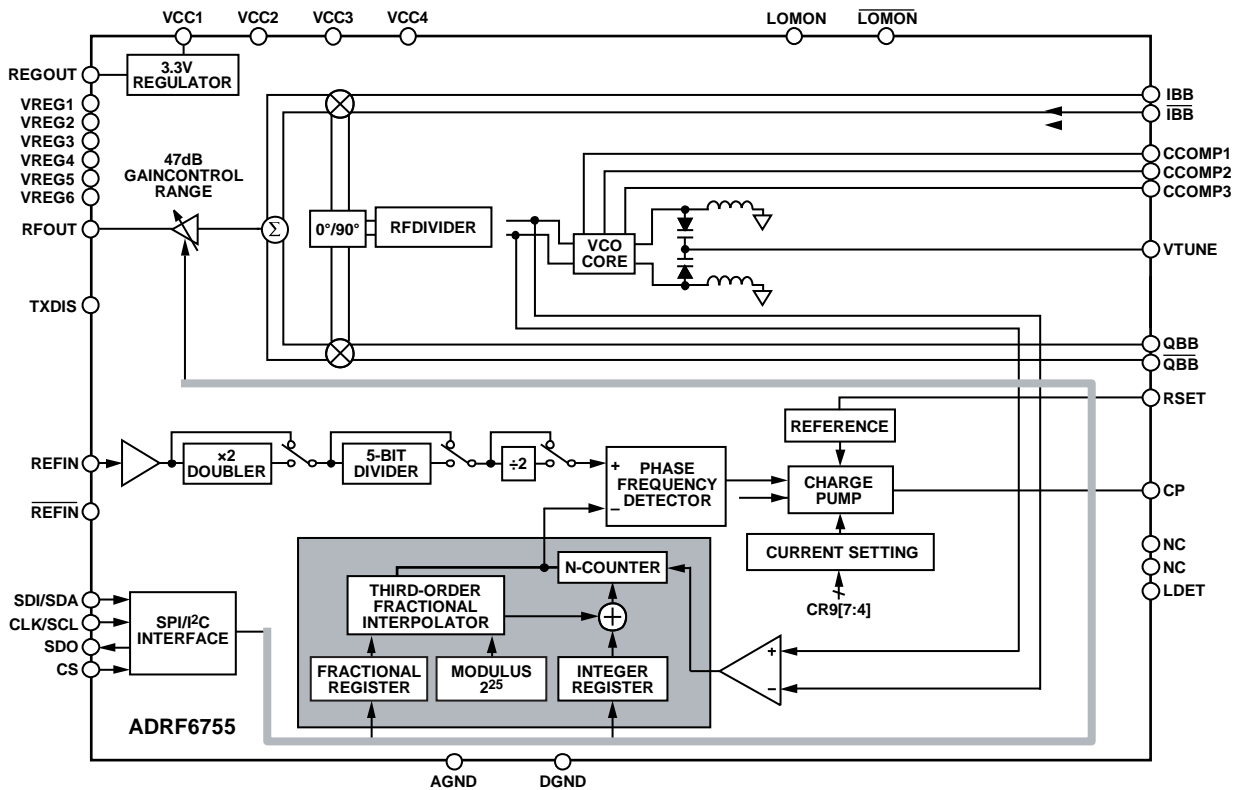 VCC1 VCC2 VCC3 VCC4 LOMON LOMON
REGOUT
3.3V
REGULATOR
VREG1
VREG2
VREG3
VREG4
VREG5
VREG6
47dB
GAINCONTROL
RANGE
RFOUT
Σ
0°/90°
RFDIVIDER
VCO
CORE
IBB
IBB
CCOMP1
CCOMP2
CCOMP3
VTUNE
TXDIS
QBB
QBB
RSET
REFIN
×2
DOUBLER
5-BIT
DIVIDER
÷2
+
−
PHASE
FREQUENCY
DETECTOR
REFERENCE
CHARGE
PUMP
CURRENT SETTING
CR9[7:4]
CP
REFIN
NC
NC
LDET
SDI/SDA
CLK/SCL
SDO
CS
SPI/I²C
INTERFACE
THIRD-ORDER
FRACTIONAL
INTERPOLATOR
N-COUNTER
+
FRACTIONAL
REGISTER
MODULUS
2²⁵
INTEGER
REGISTER
+
−
ADRF6755
AGND DGND